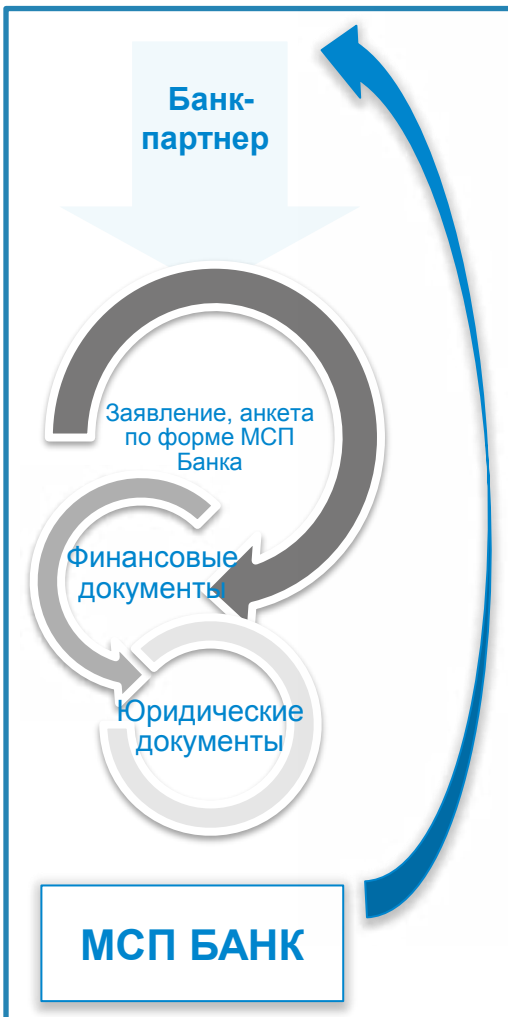 Банк-
партнер
Заявление, анкета
по форме МСП
Банка
Финансовые
документы
Юридические
документы
МСП БАНК